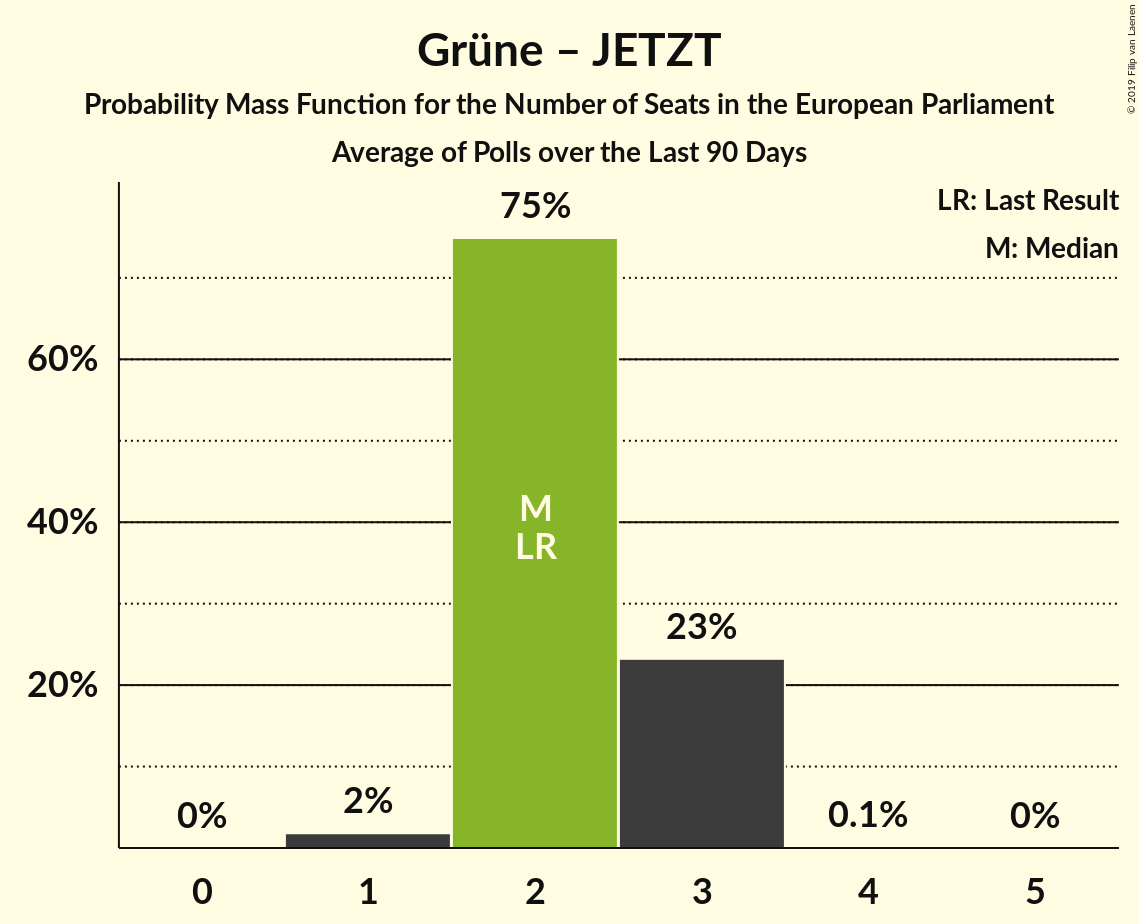 Grüne – JETZT
Probability Mass Function for the Number of Seats in the European Parliament
Average of Polls over the Last 90 Days
© 2019 Filip van Laenen
LR: Last Result
M: Median
75%
60%
40%
20%
M
LR
23%
0%
2%
0.1%
0%
0
1
2
3
4
5